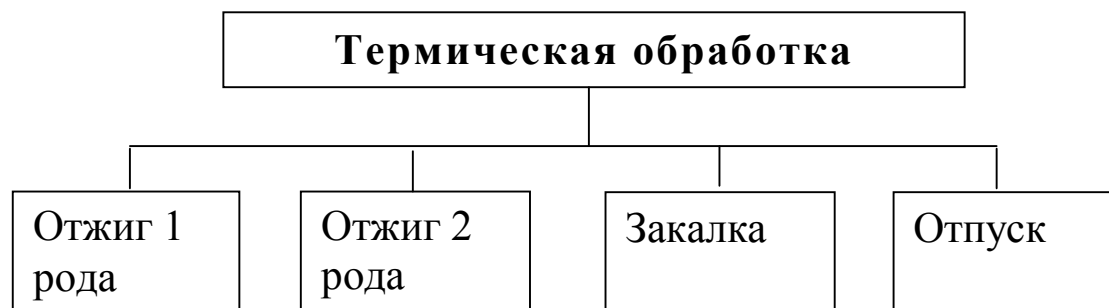 Термическая обработка
Отжиг 1
рода
Отжиг 2
рода
Закалка
Отпуск